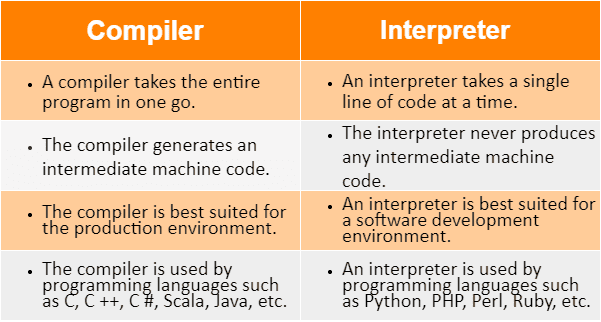 Compiler
Interpreter
• A compiler takes the entire
program in one go.
• An interpreter takes a single
line of code at a time.
• The compiler generates an
intermediate machine code.
• The interpreter never produces
any intermediate machine
code.
• The compiler is best suited for
the production environment.
• An interpreter is best suited for
a software development
environment.
• The compiler is used by
programming languages such
as C, C ++, C #, Scala, Java, etc.
• An interpreter is used by
programming languages such
as Python, PHP, Perl, Ruby, etc.